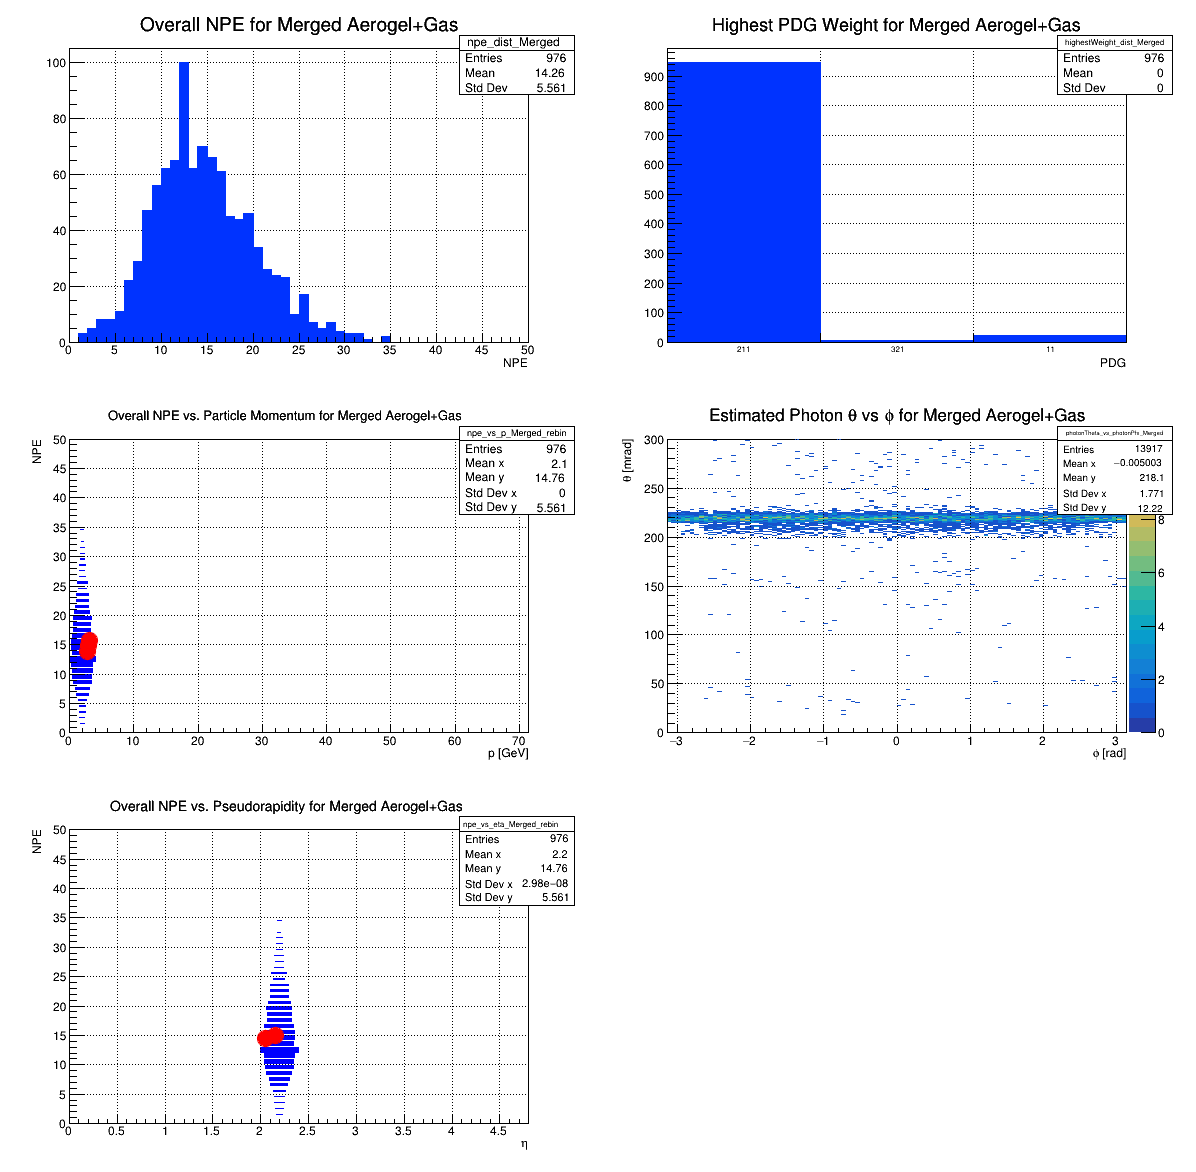 Overall NPE for Merged Aerogel+Gas
npe_dist_Merged
Entries 976
Mean 14.26
Std Dev 5.561
100
80
60
40
20
0
0 5 10 15 20 25 30 35 40 45 50
NPE
Highest PDG Weight for Merged Aerogel+Gas
highestWeight_dist_Merged
Entries 976
Mean 0
Std Dev 0
900
800
700
600
500
400
300
200
100
0
211 321 11
PDG
Overall NPE vs. Particle Momentum for Merged Aerogel+Gas
NPE
npe_vs_p_Merged_rebin
Entries 976
Mean x 2.1
Mean y 14.76
Std Dev x 0
Std Dev y 5.561
50
45
40
35
30
25
20
15
10
5
0
0 10 20 30 40 50 60 70
p [GeV]
Estimated Photon θ vs ϕ for Merged Aerogel+Gas
θ [mrad]
photonTheta_vs_photonPhi_Merged
Entries 13917
Mean x −0.005003
Mean y 218.1
Std Dev x 1.771
Std Dev y 12.22
300
250
200
150
100
50
0
−3 −2 −1 0 1 2 3
ϕ [rad]
8
6
4
2
0
Overall NPE vs. Pseudorapidity for Merged Aerogel+Gas
NPE
npe_vs_eta_Merged_rebin
Entries 976
Mean x 2.2
Mean y 14.76
Std Dev x 2.98e−08
Std Dev y 5.561
50
45
40
35
30
25
20
15
10
5
0
0 0.5 1 1.5 2 2.5 3 3.5 4 4.5
η